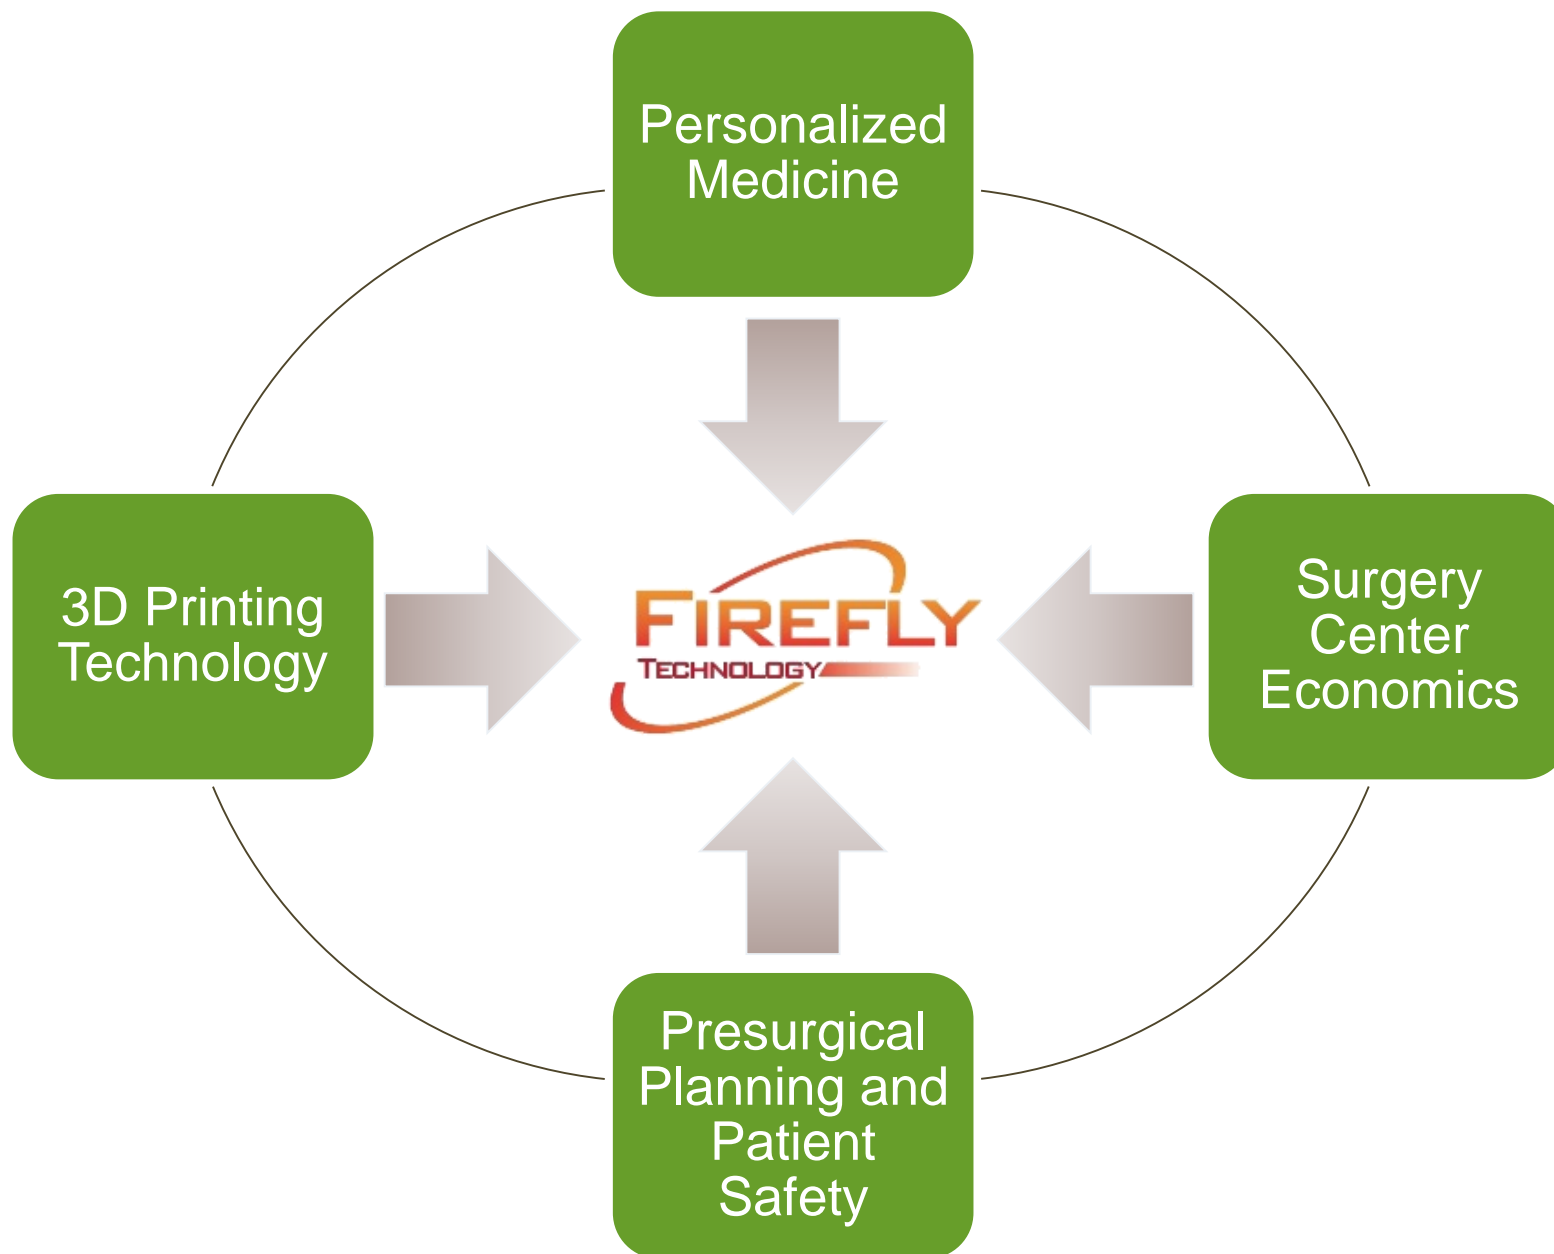 Personalized
Medicine
3D Printing
Technology
FIREFLY
TECHNOLOGY
Surgery
Center
Economics
Presurgical
Planning and
Patient
Safety